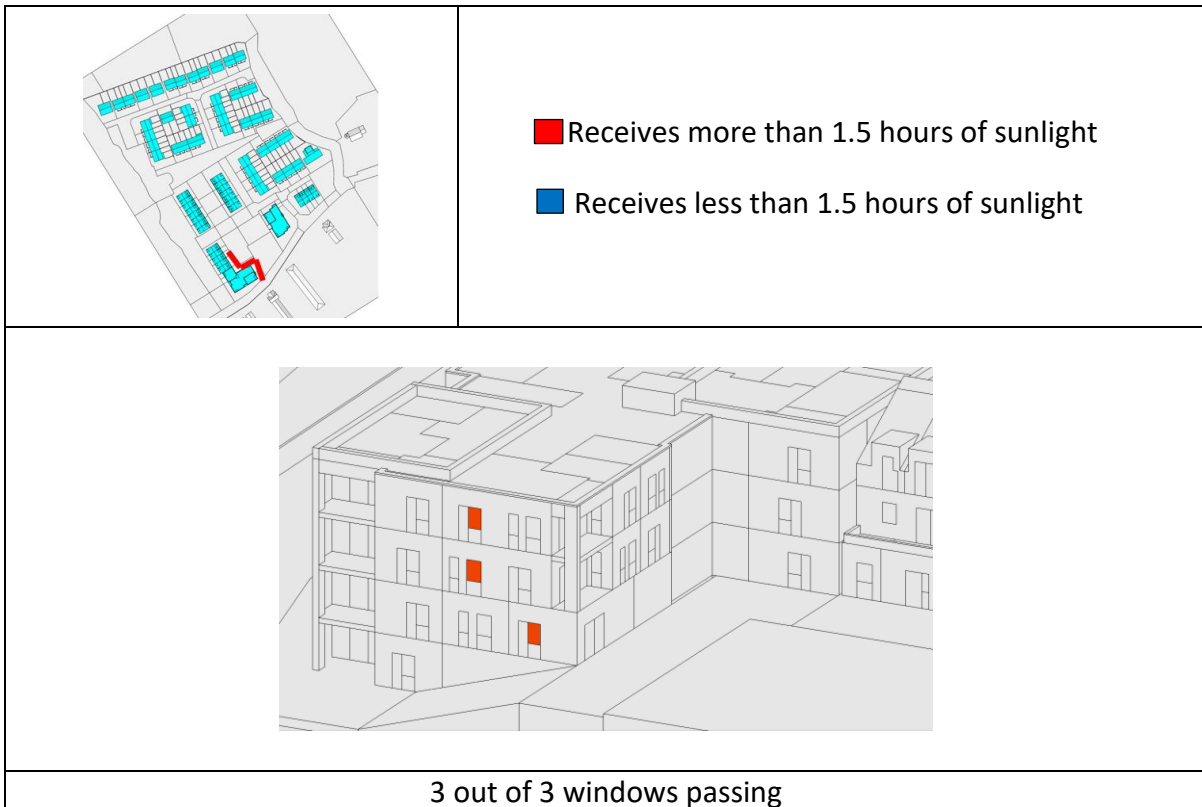 Receives more than 1.5 hours of sunlight
Receives less than 1.5 hours of sunlight
3 out of 3 windows passing